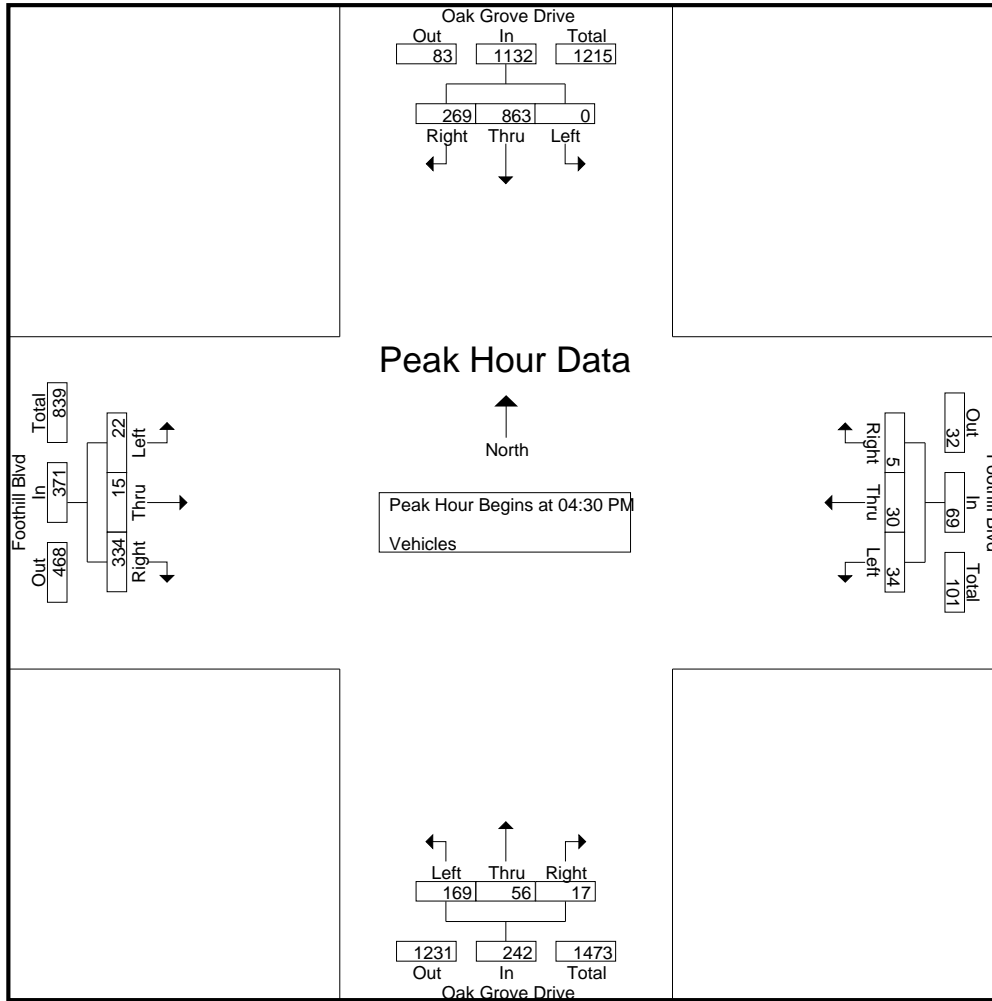 Oak Grove Drive
Out In Total
83 1132 1215
269 863 0
Right Thru Left
Peak Hour Data
North
Peak Hour Begins at 04:30 PM
Vehicles
Foothill Blvd
Out In Total
468 371 839
22 15 334
Left Thru Right
Foothill Blvd
Out In Total
32 69 101
5 30 34
Right Thru Left
Left Thru Right
169 56 17
1231 242 1473
Out In Total
Oak Grove Drive